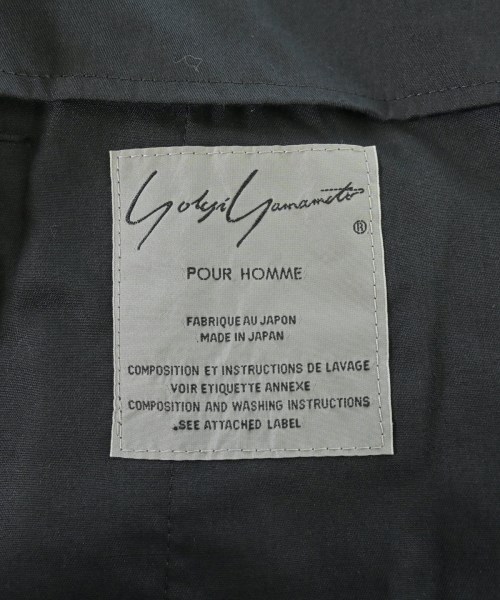 Yohji Yamamoto
®
POUR HOMME
FABRIQUE AU JAPON
MADE IN JAPAN
COMPOSITION ET INSTRUCTIONS DE LAVAGE
VOIR ETIQUETTE ANNEXE
COMPOSITION AND WASHING INSTRUCTIONS
SEE ATTACHED LABEL